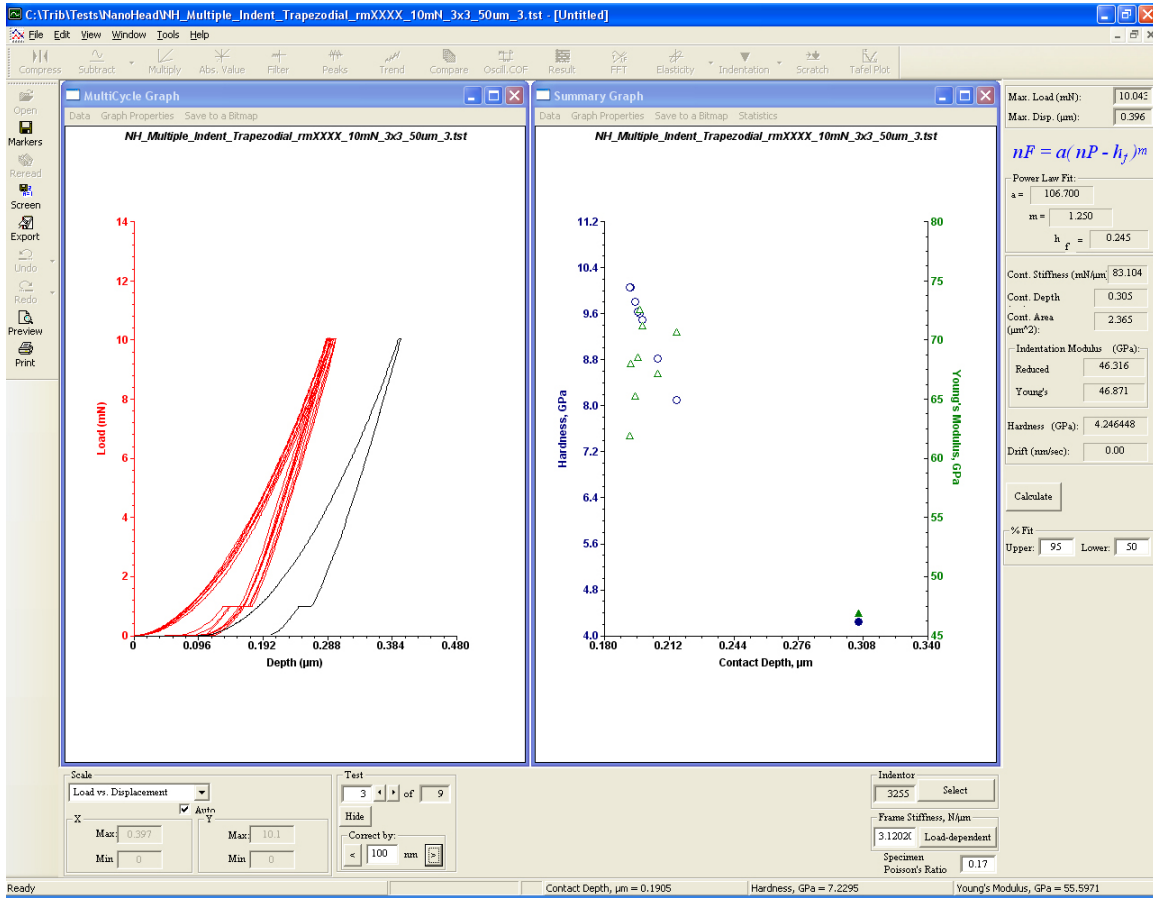 C:\Trib\Tests\NanoHead\NH_Multiple_Indent_Trapezodial_rmXXXX_10mN_3x3_50um_3.tst - [Untitled]
File Edit View Window Tools Help
Compress Subtract Multiply Abs. Value Filter Peaks Trend Compare Oscill.COF Result FFT Elasticity Indentation Scratch Tafel Plot
Open
Markers
Reread
Screen
Export
Undo
Redo
Preview
Print
MultiCycle Graph
Data Graph Properties Save to a Bitmap
NH_Multiple_Indent_Trapezodial_rmXXXX_10mN_3x3_50um_3.tst
14
12
10
8
6
4
2
0
Load (mN)
0 0.096 0.192 0.288 0.384 0.480
Depth (µm)
Summary Graph
Data Graph Properties Save to a Bitmap Statistics
NH_Multiple_Indent_Trapezodial_rmXXXX_10mN_3x3_50um_3.tst
11.2
10.4
9.6
8.8
8.0
7.2
6.4
5.6
4.8
4.0
Hardness, GPa
80
75
70
65
60
55
50
45
Young's Modulus, GPa
0.180 0.212 0.244 0.276 0.308 0.340
Contact Depth, µm
Max. Load (mN): 10.043
Max. Disp. (µm): 0.396
nF = a( nP - hf )m
Power Law Fit:
a = 106.700
m = 1.250
h f = 0.245
Cont. Stiffness (mN/µm) 83.104
Cont. Depth 0.305
Cont. Area (µm^2): 2.365
Indentation Modulus (GPa):
Reduced 46.316
Young's 46.871
Hardness (GPa): 4.246448
Drift (nm/sec): 0.00
Calculate
% Fit
Upper: 95 Lower: 50
Scale
Load vs. Displacement
Auto
X
Max: 0.397
Min 0
Y
Max: 10.1
Min 0
Test
3 of 9
Hide
Correct by:
< 100 nm >
Indentor
3255 Select
Frame Stiffness, N/µm
3.1202( Load-dependent
Specimen
Poisson's Ratio 0.17
Ready Contact Depth, µm = 0.1905 Hardness, GPa = 7.2295 Young's Modulus, GPa = 55.5971